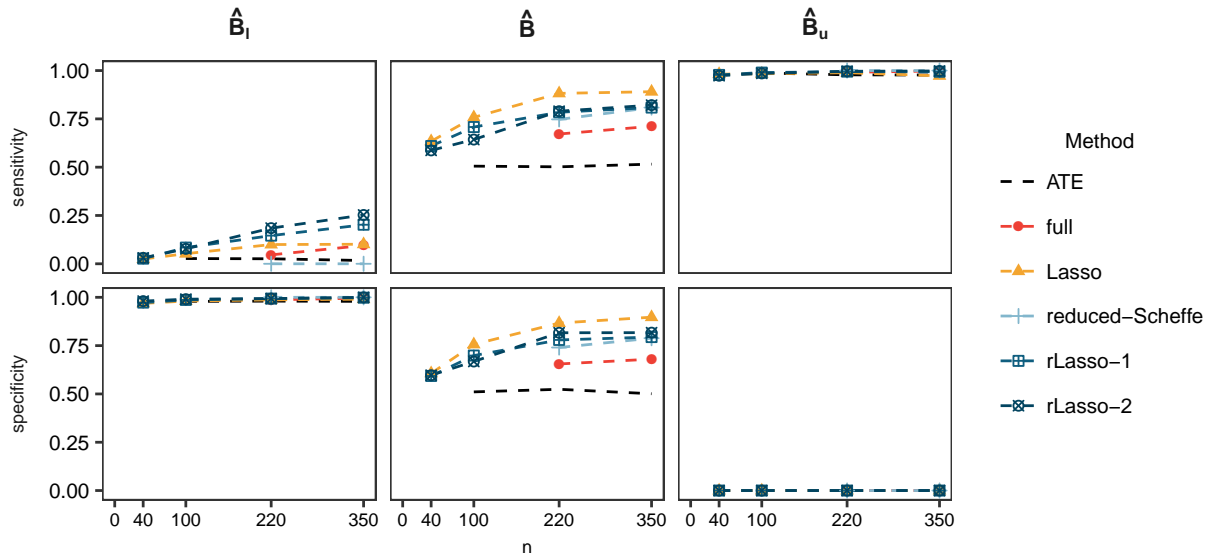 B̂ₗ
B̂
B̂ᵤ
sensitivity
1.00
0.75
0.50
0.25
0.00
specificity
1.00
0.75
0.50
0.25
0.00
0 40 100 220 350
0 40 100 220 350
0 40 100 220 350
n
Method
ATE
full
Lasso
reduced−Scheffe
rLasso−1
rLasso−2